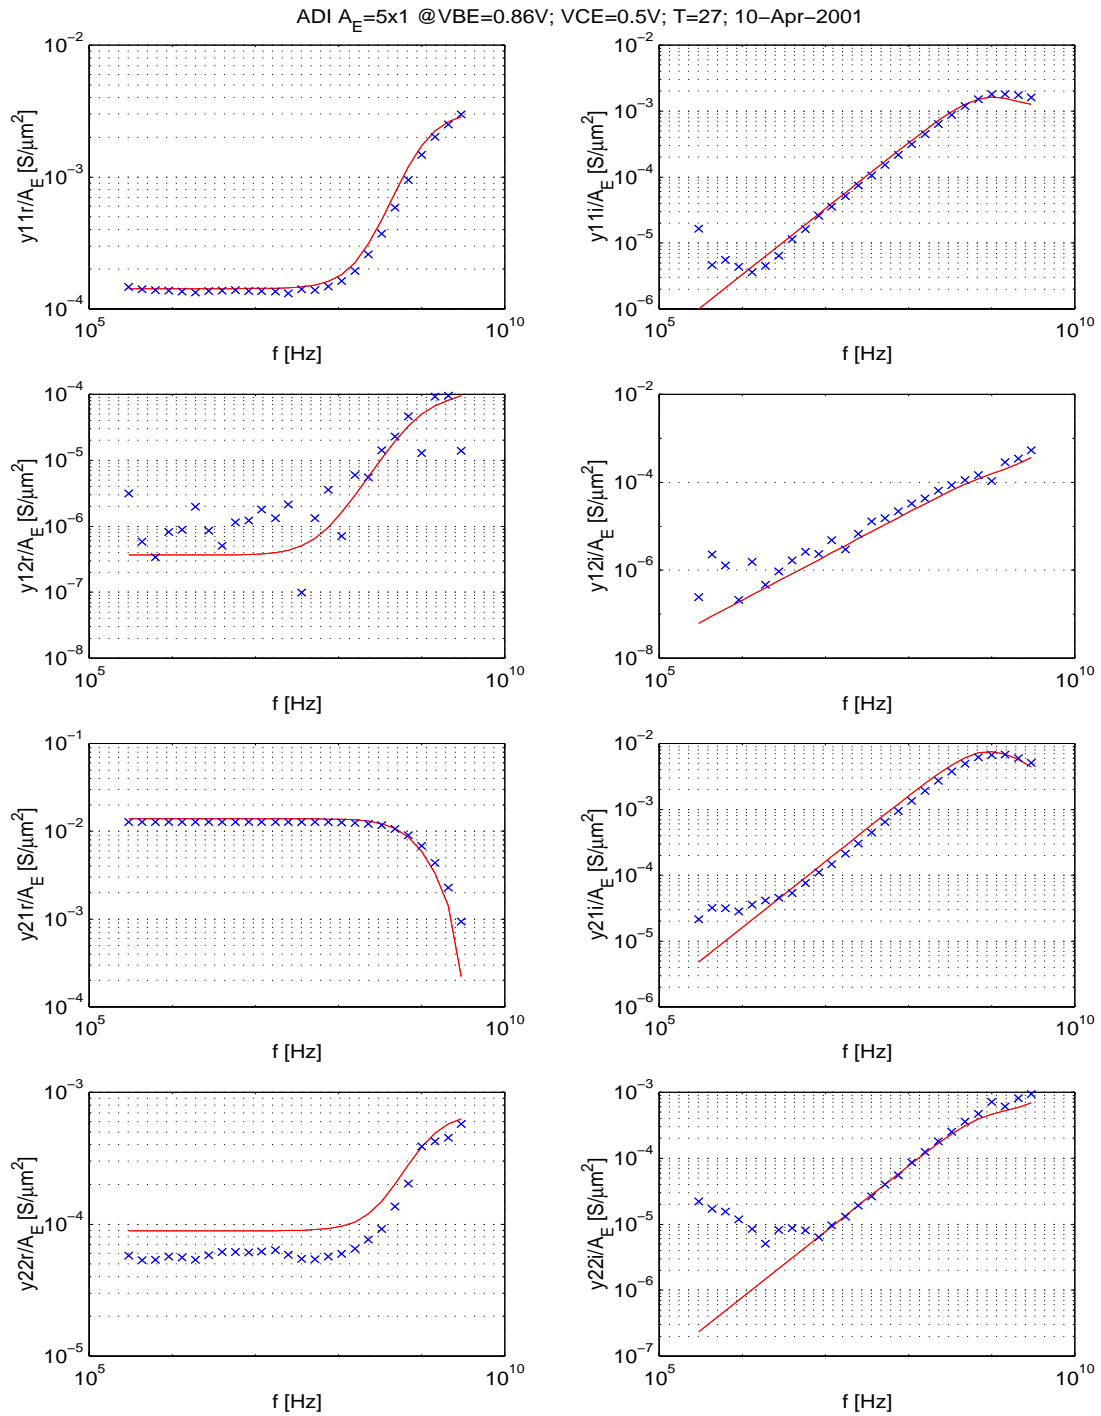 ADI A_E=5x1 @VBE=0.86V; VCE=0.5V; T=27; 10−Apr−2001
10^−2
10^−3
10^−4
y11r/A_E [S/μm^2]
10^5
10^10
f [Hz]
10^−2
10^−3
10^−4
10^−5
10^−6
y11i/A_E [S/μm^2]
10^5
10^10
f [Hz]
10^−4
10^−5
10^−6
10^−7
10^−8
y12r/A_E [S/μm^2]
10^5
10^10
f [Hz]
10^−2
10^−4
10^−6
10^−8
y12i/A_E [S/μm^2]
10^5
10^10
f [Hz]
10^−1
10^−2
10^−3
10^−4
y21r/A_E [S/μm^2]
10^5
10^10
f [Hz]
10^−2
10^−3
10^−4
10^−5
10^−6
y21i/A_E [S/μm^2]
10^5
10^10
f [Hz]
10^−3
10^−4
10^−5
y22r/A_E [S/μm^2]
10^5
10^10
f [Hz]
10^−3
10^−4
10^−5
10^−6
10^−7
y22i/A_E [S/μm^2]
10^5
10^10
f [Hz]